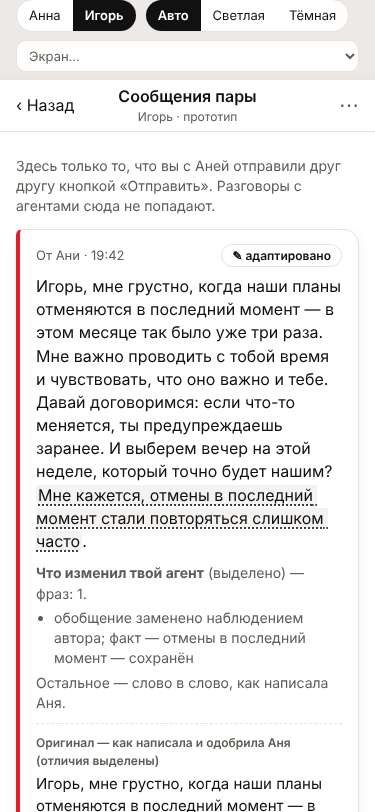 Анна Игорь Авто Светлая Тёмная
Экран...
‹ Назад Сообщения пары ...
Игорь · прототип
Здесь только то, что вы с Аней отправили друг
другу кнопкой «Отправить». Разговоры с
агентами сюда не попадают.
От Ани · 19:42 ✎ адаптировано
Игорь, мне грустно, когда наши планы
отменяются в последний момент — в
этом месяце так было уже три раза.
Мне важно проводить с тобой время
и чувствовать, что оно важно и тебе.
Давай договоримся: если что-то
меняется, ты предупреждаешь
заранее. И выберем вечер на этой
неделе, который точно будет нашим?
Мне кажется, отмены в последний
момент стали повторяться слишком
часто.
Что изменил твой агент (выделено) —
фраз: 1.
• обобщение заменено наблюдением
автора; факт — отмены в последний
момент — сохранён
Остальное — слово в слово, как написала
Аня.
Оригинал — как написала и одобрила Аня
(отличия выделены)
Игорь, мне грустно, когда наши планы
отменяются в последний момент — в